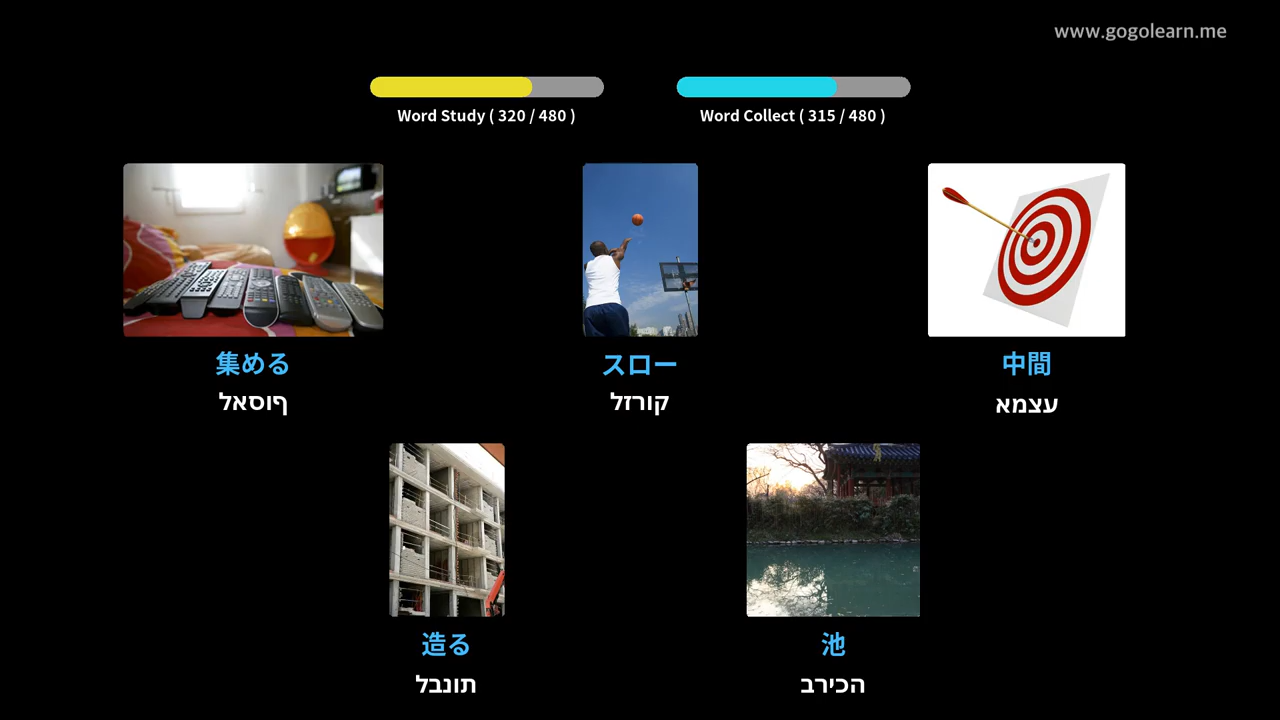 www.gogolearn.me
Word Study ( 320 / 480 )
Word Collect ( 315 / 480 )
集める
ףוסאל
スロー
קורזל
中間
עצמא
造る
תונבל
池
הכירב